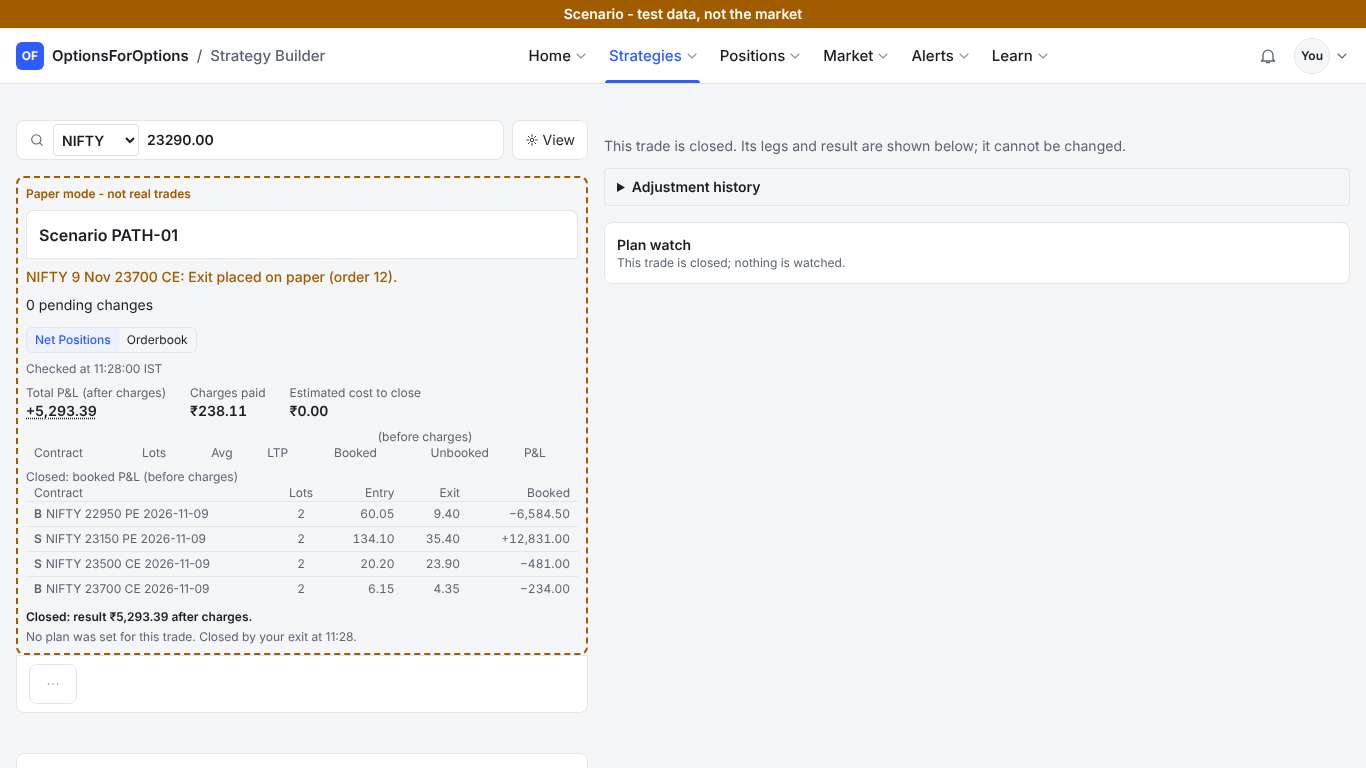 Scenario - test data, not the market
OF OptionsForOptions / Strategy Builder Home Strategies Positions Market Alerts Learn You
NIFTY 23290.00 View
This trade is closed. Its legs and result are shown below; it cannot be changed.
Adjustment history
Plan watch
This trade is closed; nothing is watched.
Paper mode - not real trades
Scenario PATH-01
NIFTY 9 Nov 23700 CE: Exit placed on paper (order 12).
0 pending changes
Net Positions Orderbook
Checked at 11:28:00 IST
Total P&L (after charges) Charges paid Estimated cost to close
+5,293.39 ₹238.11 ₹0.00
(before charges)
Contract Lots Avg LTP Booked Unbooked P&L
Closed: booked P&L (before charges)
Contract Lots Entry Exit Booked
B NIFTY 22950 PE 2026-11-09 2 60.05 9.40 −6,584.50
S NIFTY 23150 PE 2026-11-09 2 134.10 35.40 +12,831.00
S NIFTY 23500 CE 2026-11-09 2 20.20 23.90 −481.00
B NIFTY 23700 CE 2026-11-09 2 6.15 4.35 −234.00
Closed: result ₹5,293.39 after charges.
No plan was set for this trade. Closed by your exit at 11:28.
...